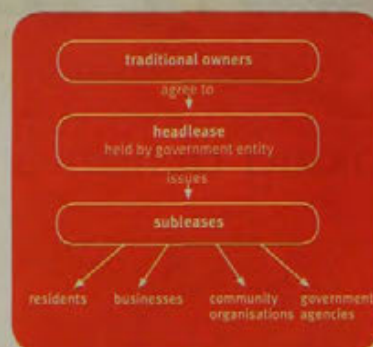 traditional owners
agree to
headlease
held by government entity
issues
subleases
residents
businesses
community
organisations
government
agencies